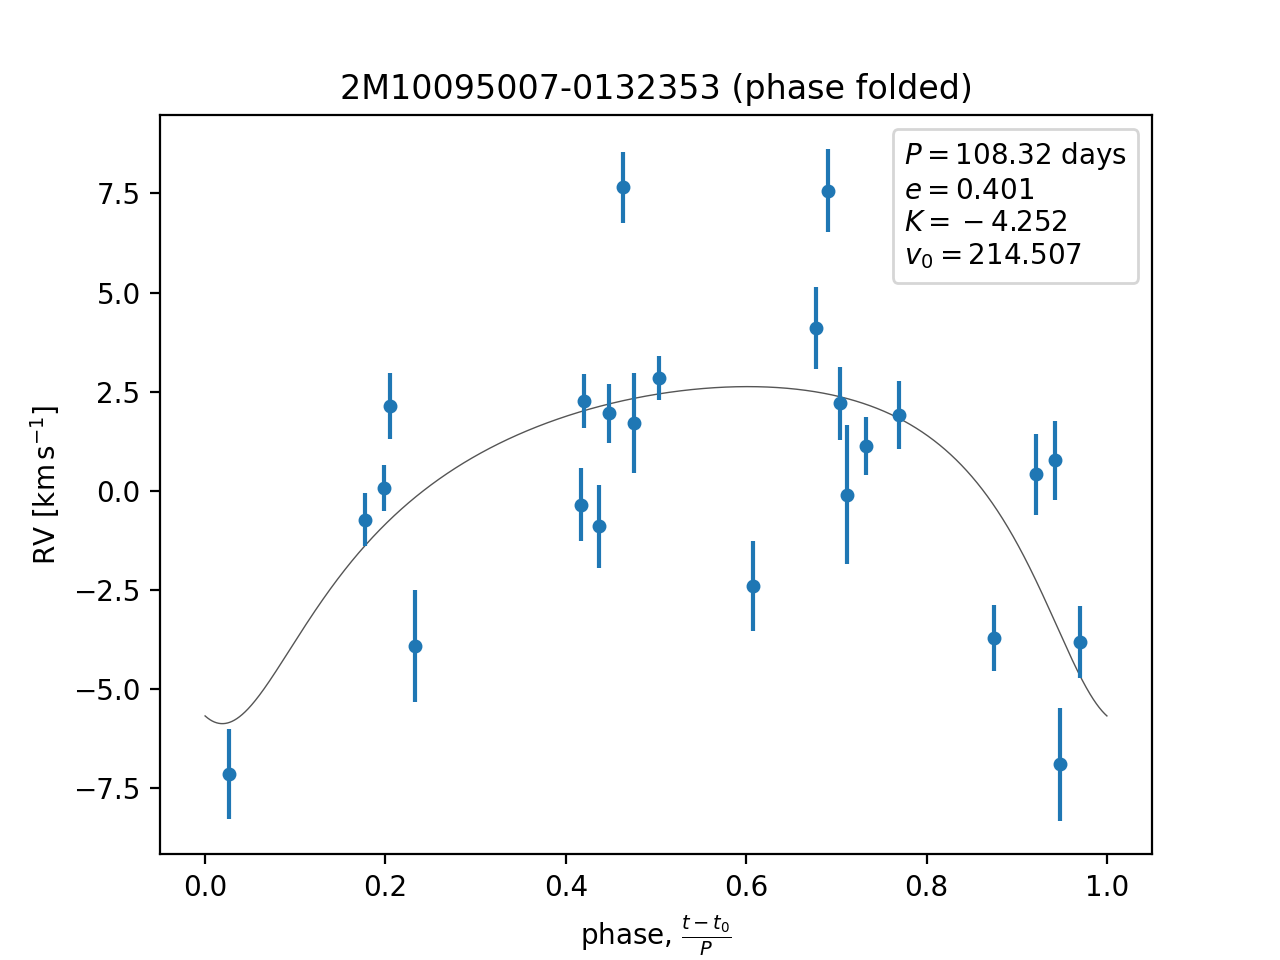 2M10095007-0132353 (phase folded)
P = 108.32 days
e = 0.401
K = −4.252
v₀ = 214.507
RV [km s⁻¹]
7.5
5.0
2.5
0.0
−2.5
−5.0
−7.5
0.0 0.2 0.4 0.6 0.8 1.0
phase, (t − t₀)/P